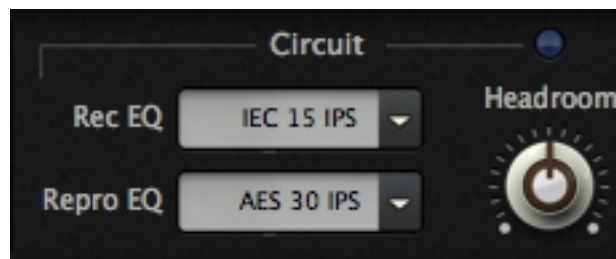 Circuit
Headroom
Rec EQ IEC 15 IPS
Repro EQ AES 30 IPS